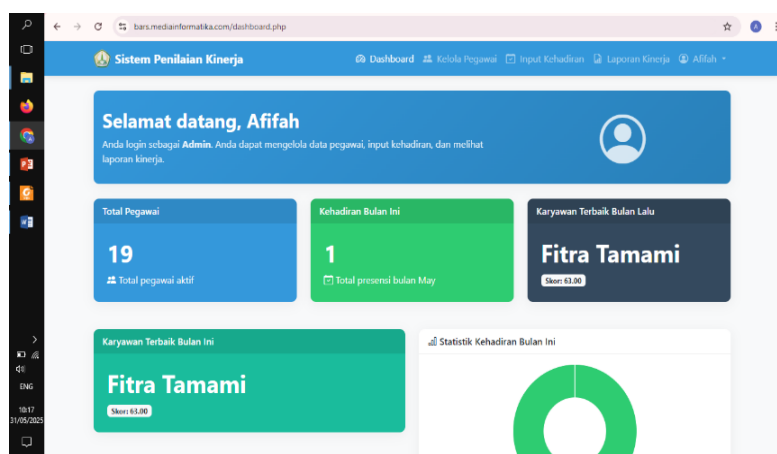 bars.mediainformatika.com/dashboard.php
Sistem Penilaian Kinerja
Dashboard Kelola Pegawai Input Kehadiran Laporan Kinerja Afifah
Selamat datang, Afifah
Anda login sebagai Admin. Anda dapat mengelola data pegawai, input kehadiran, dan melihat
laporan kinerja.
Total Pegawai
19
Total pegawai aktif
Kehadiran Bulan Ini
1
Total presensi bulan May
Karyawan Terbaik Bulan Lalu
Fitra Tamami
Skor: 63.00
Karyawan Terbaik Bulan Ini
Fitra Tamami
Skor: 63.00
Statistik Kehadiran Bulan Ini
ENG
10:17
31/05/2025
A